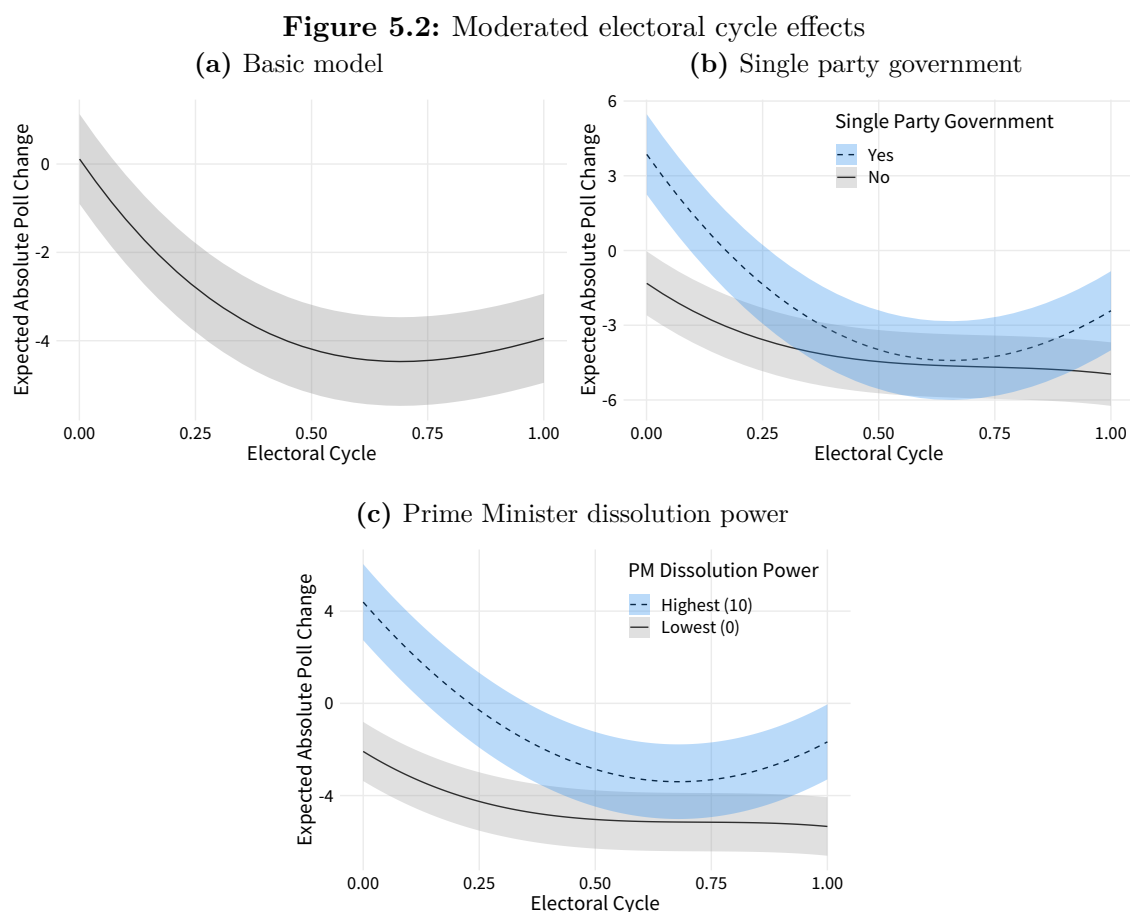 Figure 5.2: Moderated electoral cycle effects
(a) Basic model
Expected Absolute Poll Change
0
-2
-4
0.00 0.25 0.50 0.75 1.00
Electoral Cycle
(b) Single party government
Expected Absolute Poll Change
6
3
0
-3
-6
Single Party Government
Yes
No
0.00 0.25 0.50 0.75 1.00
Electoral Cycle
(c) Prime Minister dissolution power
Expected Absolute Poll Change
4
0
-4
PM Dissolution Power
Highest (10)
Lowest (0)
0.00 0.25 0.50 0.75 1.00
Electoral Cycle